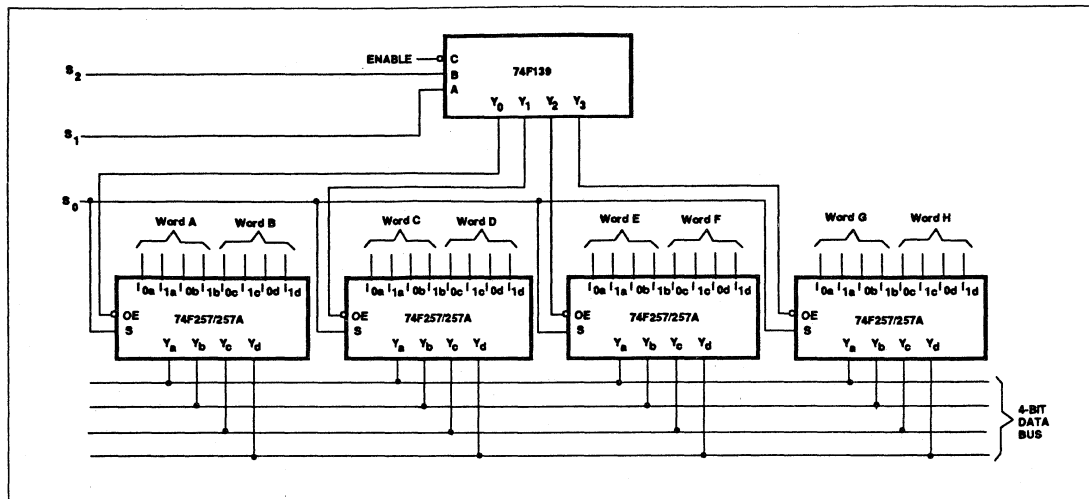 ENABLE
C
B
A
74F139
Y0 Y1 Y2 Y3
S2
S1
S0
Word A Word B
Word C Word D
Word E Word F
Word G Word H
I0a I1a I0b I1b I0c I1c I0d I1d
I0a I1a I0b I1b I0c I1c I0d I1d
I0a I1a I0b I1b I0c I1c I0d I1d
I0a I1a I0b I1b I0c I1c I0d I1d
OE
S
74F257/257A
Ya Yb Yc Yd
OE
S
74F257/257A
Ya Yb Yc Yd
OE
S
74F257/257A
Ya Yb Yc Yd
OE
S
74F257/257A
Ya Yb Yc Yd
4-BIT
DATA
BUS